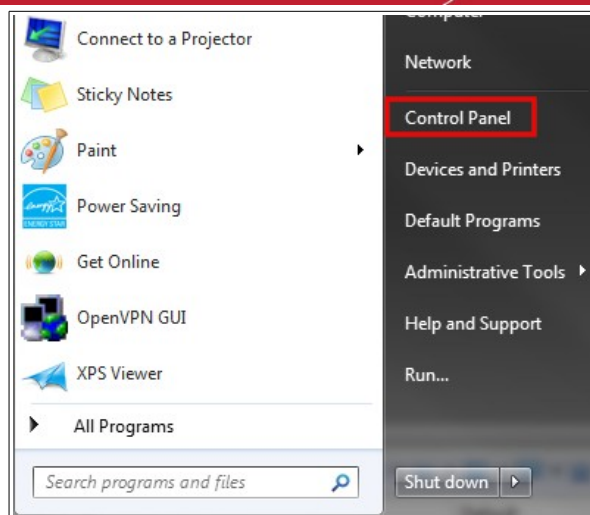 Connect to a Projector
Sticky Notes
Paint
Power Saving
Get Online
OpenVPN GUI
XPS Viewer
All Programs
Search programs and files
Computer
Network
Control Panel
Devices and Printers
Default Programs
Administrative Tools
Help and Support
Run...
Shut down